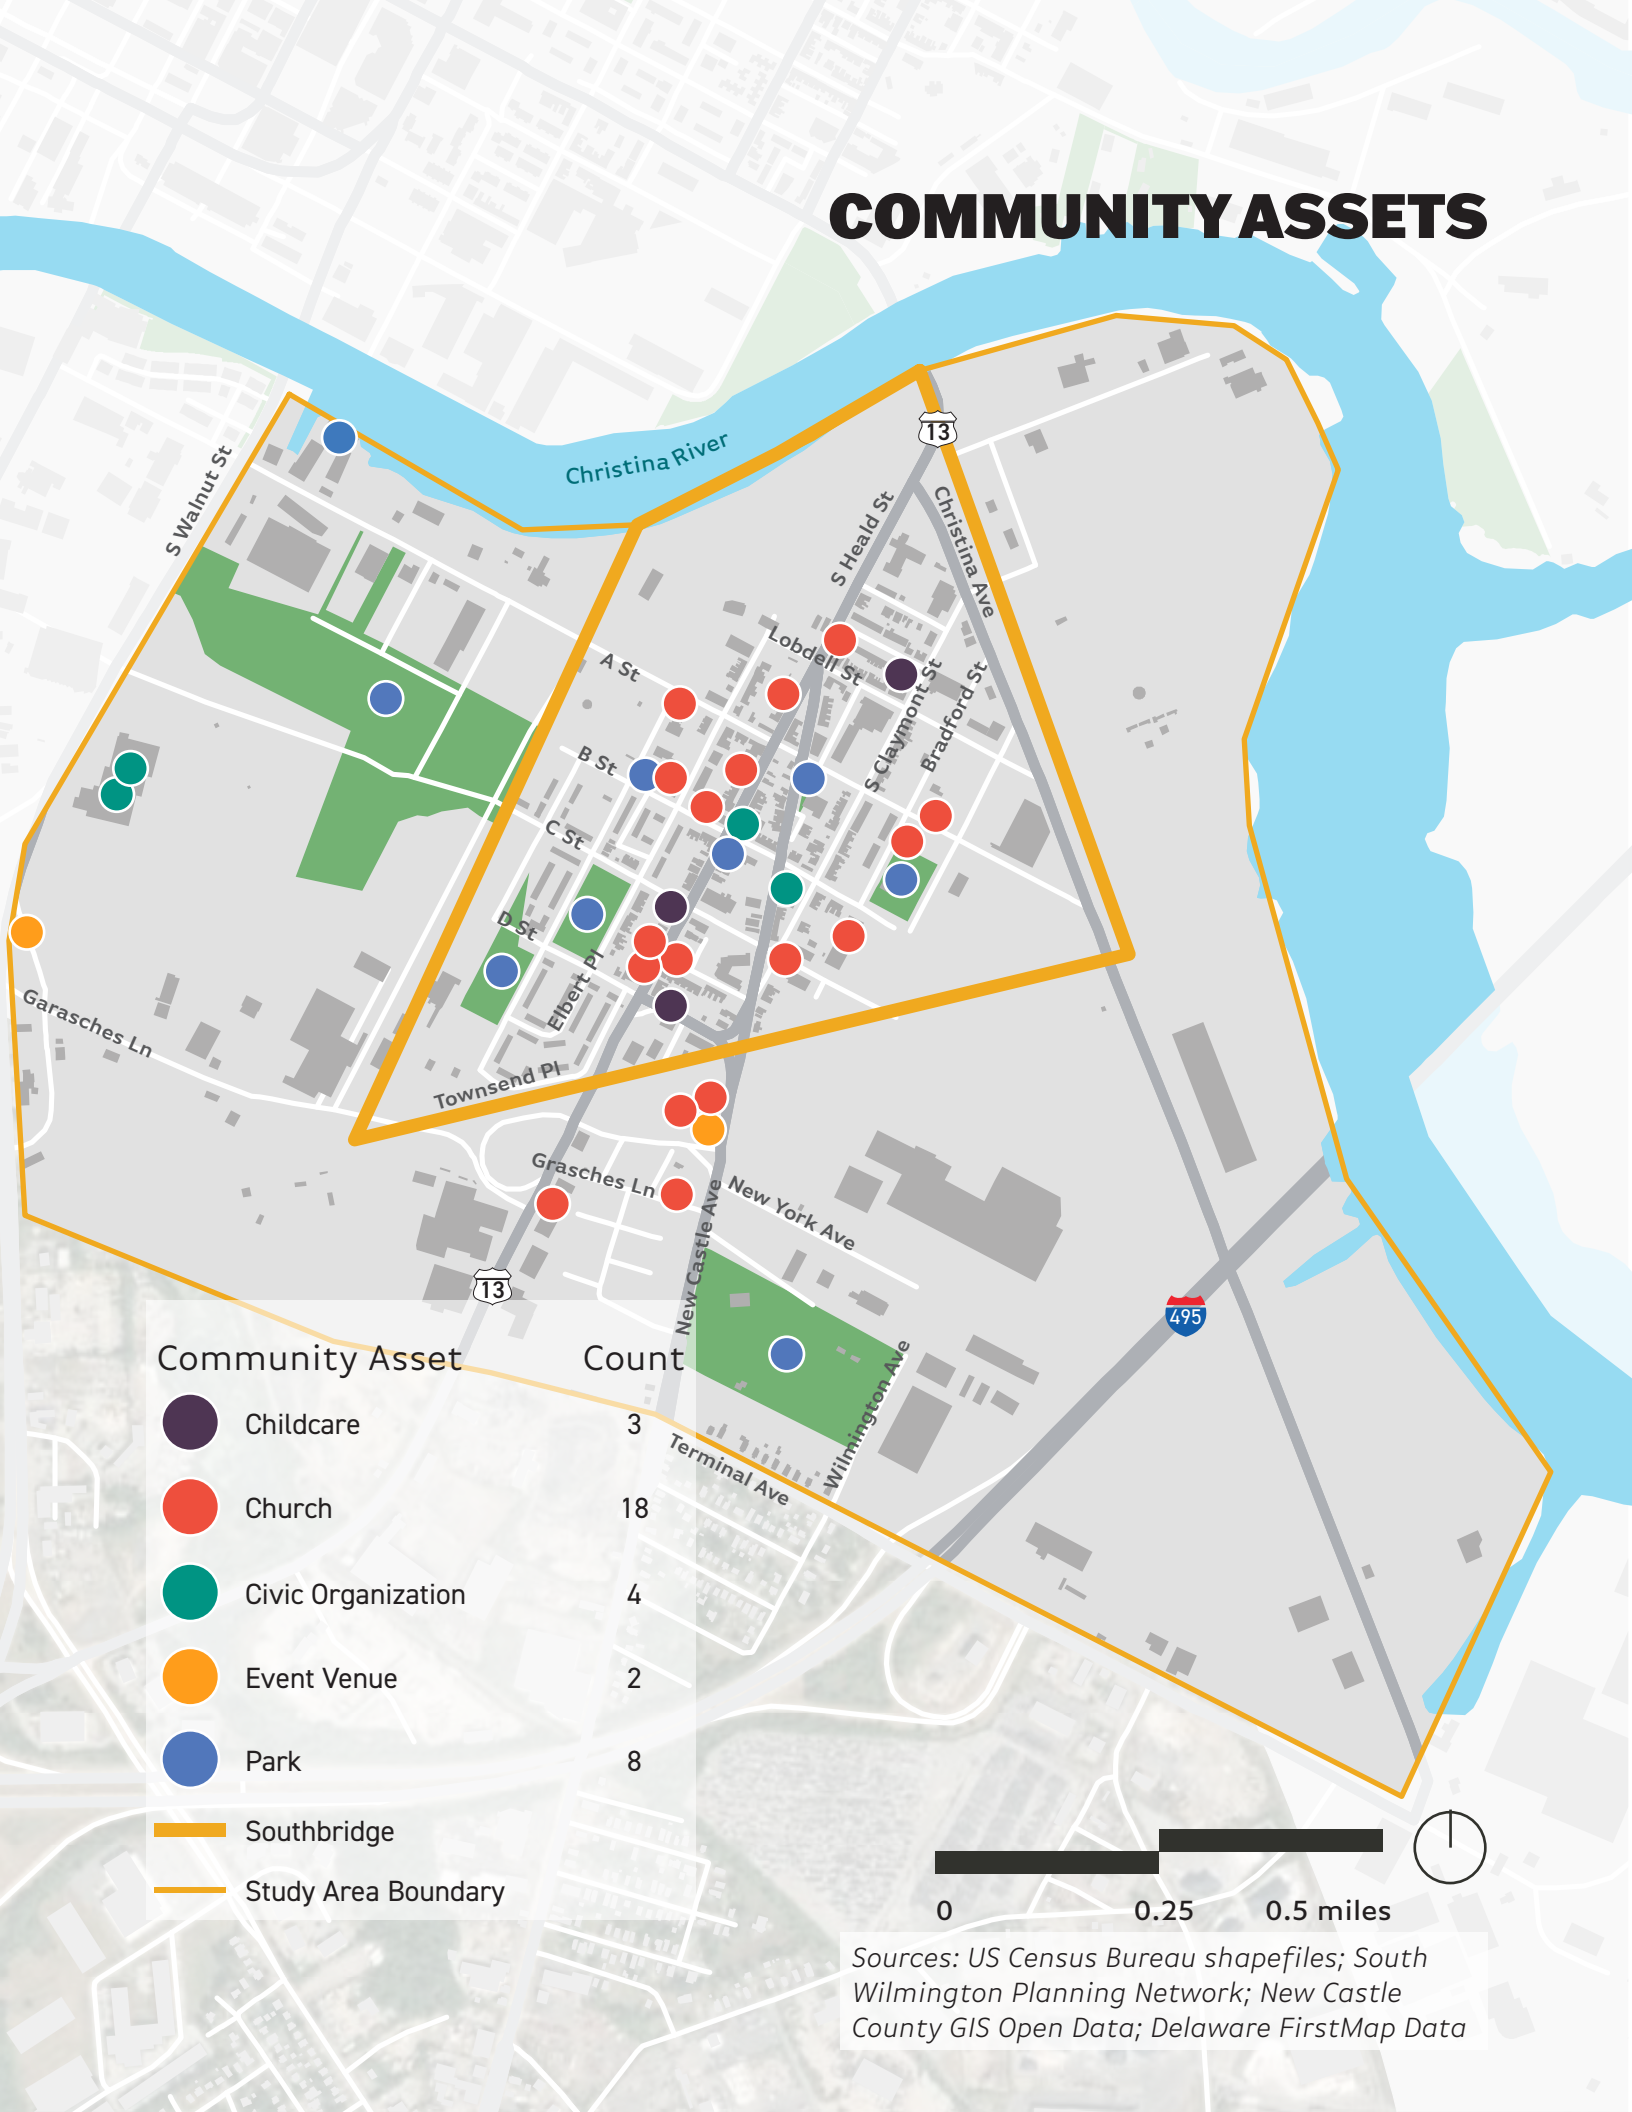 COMMUNITY ASSETS
13
Christina River
S Walnut St
S Heald St
Christina Ave
Lobdell St
A St
S Claymont St
Bradford St
B St
C St
D St
Elbert Pl
Garasches Ln
Townsend Pl
Grasches Ln
New York Ave
New Castle Ave
13
495
Wilmington Ave
Terminal Ave
Community Asset Count
Childcare 3
Church 18
Civic Organization 4
Event Venue 2
Park 8
Southbridge
Study Area Boundary
0 0.25 0.5 miles
Sources: US Census Bureau shapefiles; South
Wilmington Planning Network; New Castle
County GIS Open Data; Delaware FirstMap Data